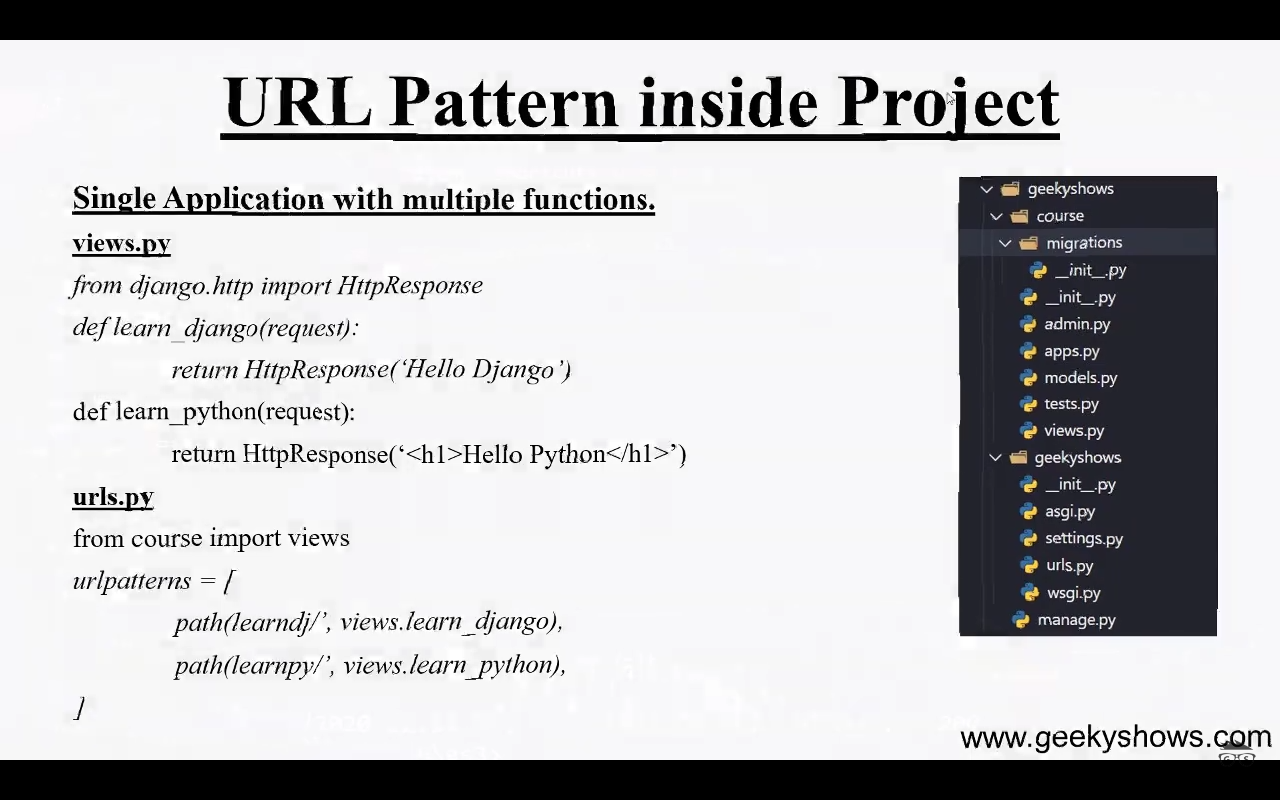 URL Pattern inside Project
Single Application with multiple functions.
views.py
from django.http import HttpResponse
def learn_django(request):
return HttpResponse(‘Hello Django’)
def learn_python(request):
return HttpResponse(‘<h1>Hello Python</h1>’)
urls.py
from course import views
urlpatterns = [
path(learndj/’, views.learn_django),
path(learnpy/’, views.learn_python),
]
geekyshows
course
migrations
__init__.py
__init__.py
admin.py
apps.py
models.py
tests.py
views.py
geekyshows
__init__.py
asgi.py
settings.py
urls.py
wsgi.py
manage.py
www.geekyshows.com